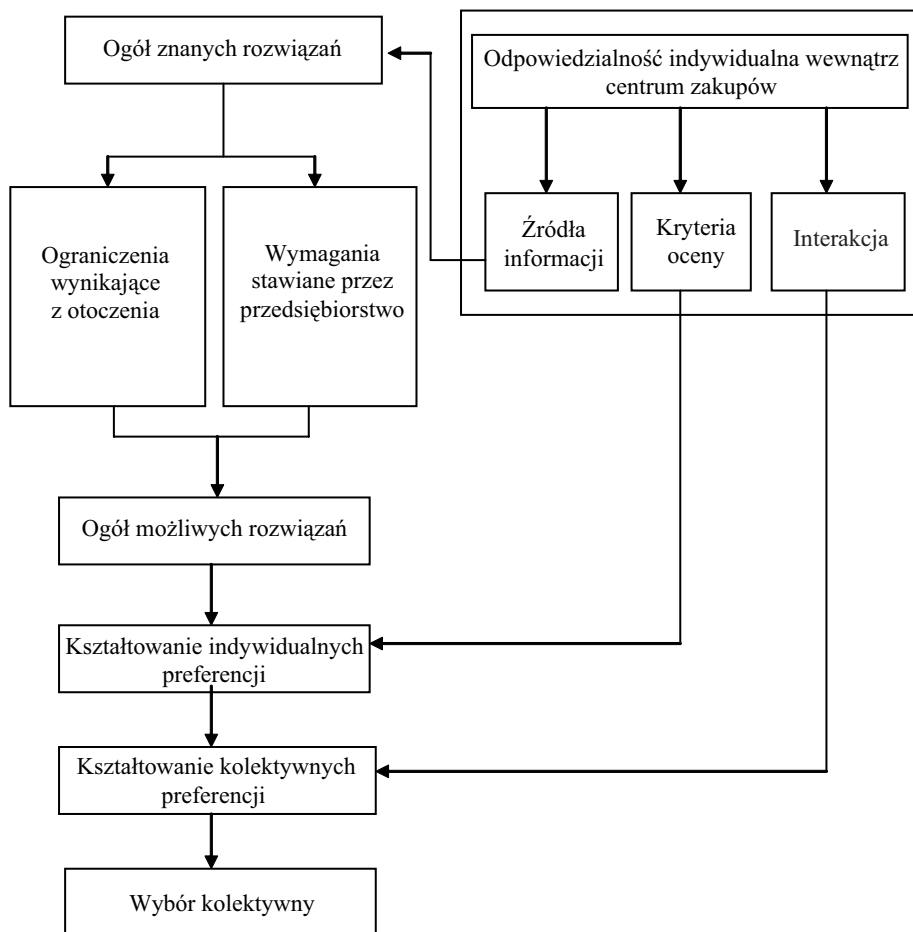 Ogół znanych rozwiązań
Odpowiedzialność indywidualna wewnątrz
centrum zakupów
Ograniczenia
wynikające
z otoczenia
Wymagania
stawiane przez
przedsiębiorstwo
Źródła
informacji
Kryteria
oceny
Interakcja
Ogół możliwych rozwiązań
Kształtowanie indywidualnych
preferencji
Kształtowanie kolektywnych
preferencji
Wybór kolektywny